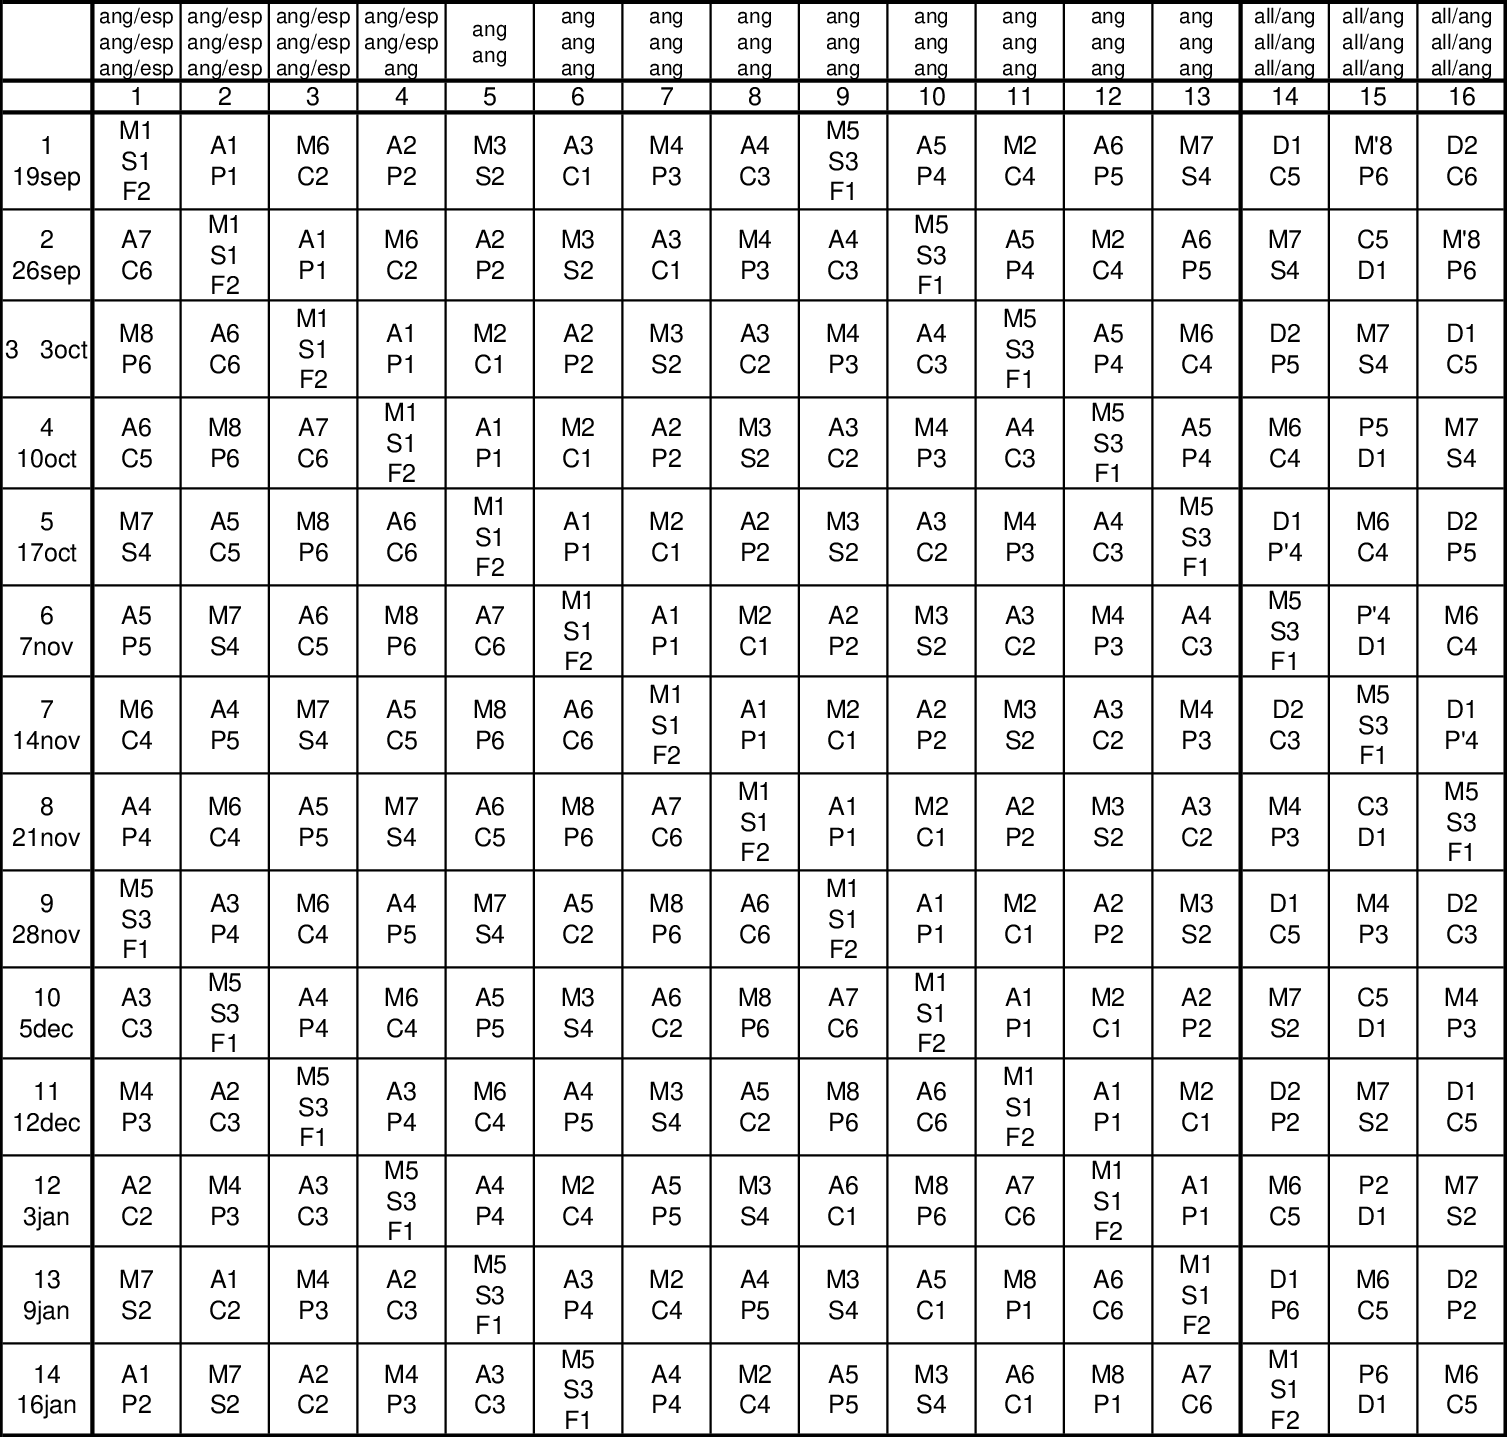 ang/esp ang/esp ang/esp ang/esp ang ang ang ang ang ang ang ang ang all/ang all/ang all/ang
ang/esp ang/esp ang/esp ang/esp ang ang ang ang ang ang ang ang ang all/ang all/ang all/ang
ang/esp ang/esp ang/esp ang ang ang ang ang ang ang ang ang all/ang all/ang all/ang
1 2 3 4 5 6 7 8 9 10 11 12 13 14 15 16
M1 M5
1 S1 A1 M6 A2 M3 A3 M4 A4 S3 A5 M2 A6 M7 D1 M'8 D2
19sep F2 P1 C2 P2 S2 C1 P3 C3 F1 P4 C4 P5 S4 C5 P6 C6
M1 M5
2 A7 S1 A1 M6 A2 M3 A3 M4 A4 S3 A5 M2 A6 M7 C5 M'8
26sep C6 F2 P1 C2 P2 S2 C1 P3 C3 F1 P4 C4 P5 S4 D1 P6
M1 M5
3 3oct M8 A6 S1 A1 M2 A2 M3 A3 M4 A4 S3 A5 M6 D2 M7 D1
P6 C6 F2 P1 C1 P2 S2 C2 P3 C3 F1 P4 C4 P5 S4 C5
M1 M5
4 A6 M8 A7 S1 A1 M2 A2 M3 A3 M4 A4 S3 A5 M6 P5 M7
10oct C5 P6 C6 F2 P1 C1 P2 S2 C2 P3 C3 F1 P4 C4 D1 S4
M1 M5
5 M7 A5 M8 A6 S1 A1 M2 A2 M3 A3 M4 A4 S3 D1 M6 D2
17oct S4 C5 P6 C6 F2 P1 C1 P2 S2 C2 P3 C3 F1 P'4 C4 P5
M1 M5
6 A5 M7 A6 M8 A7 S1 A1 M2 A2 M3 A3 M4 A4 S3 P'4 M6
7nov P5 S4 C5 P6 C6 F2 P1 C1 P2 S2 C2 P3 C3 F1 D1 C4
M1 M5
7 M6 A4 M7 A5 M8 A6 S1 A1 M2 A2 M3 A3 M4 D2 S3 D1
14nov C4 P5 S4 C5 P6 C6 F2 P1 C1 P2 S2 C2 P3 C3 F1 P'4
M1 M5
8 A4 M6 A5 M7 A6 M8 A7 S1 A1 M2 A2 M3 A3 M4 C3 S3
21nov P4 C4 P5 S4 C5 P6 C6 F2 P1 C1 P2 S2 C2 P3 D1 F1
M5 M1
9 S3 A3 M6 A4 M7 A5 M8 A6 S1 A1 M2 A2 M3 D1 M4 D2
28nov F1 P4 C4 P5 S4 C2 P6 C6 F2 P1 C1 P2 S2 C5 P3 C3
M5 M1
10 A3 S3 A4 M6 A5 M3 A6 M8 A7 S1 A1 M2 A2 M7 C5 M4
5dec C3 F1 P4 C4 P5 S4 C2 P6 C6 F2 P1 C1 P2 S2 D1 P3
M5 M1
11 M4 A2 S3 A3 M6 A4 M3 A5 M8 A6 S1 A1 M2 D2 M7 D1
12dec P3 C3 F1 P4 C4 P5 S4 C2 P6 C6 F2 P1 C1 P2 S2 C5
M5 M1
12 A2 M4 A3 S3 A4 M2 A5 M3 A6 M8 A7 S1 A1 M6 P2 M7
3jan C2 P3 C3 F1 P4 C4 P5 S4 C1 P6 C6 F2 P1 C5 D1 S2
M5 M1
13 M7 A1 M4 A2 S3 A3 M2 A4 M3 A5 M8 A6 S1 D1 M6 D2
9jan S2 C2 P3 C3 F1 P4 C4 P5 S4 C1 P1 C6 F2 P6 C5 P2
M5 M1
14 A1 M7 A2 M4 A3 S3 A4 M2 A5 M3 A6 M8 A7 S1 P6 M6
16jan P2 S2 C2 P3 C3 F1 P4 C4 P5 S4 C1 P1 C6 F2 D1 C5